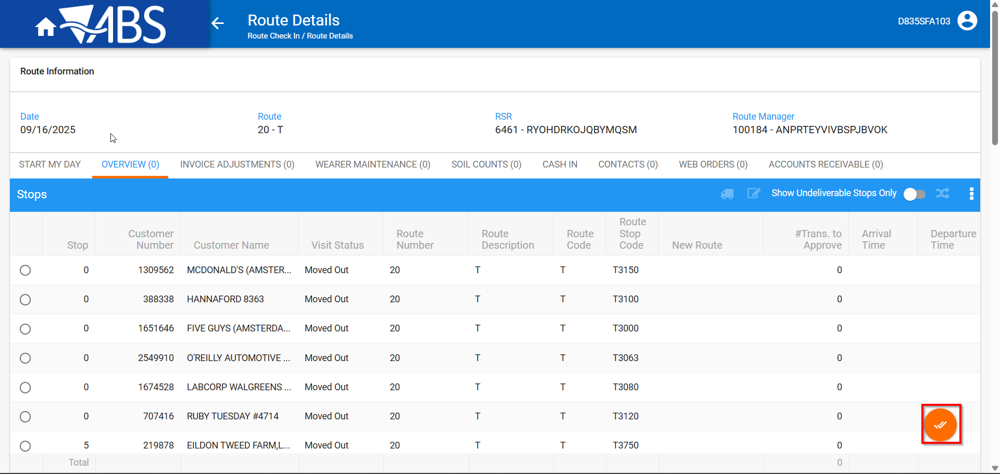 ABS
Route Details
Route Check In / Route Details
D835SFA103
Route Information
Date
09/16/2025
Route
20 - T
RSR
6461 - RYOHDRKOJQBYMQSM
Route Manager
100184 - ANPRTEYVIVBSPJBVOK
START MY DAY OVERVIEW (0) INVOICE ADJUSTMENTS (0) WEARER MAINTENANCE (0) SOIL COUNTS (0) CASH IN CONTACTS (0) WEB ORDERS (0) ACCOUNTS RECEIVABLE (0)
Stops Show Undeliverable Stops Only
Stop
Customer
Number
Customer Name
Visit Status
Route
Number
Route
Description
Route
Code
Route
Stop
Code
New Route
#Trans. to
Approve
Arrival
Time
Departure
Time
0 1309562 MCDONALD'S (AMSTER... Moved Out 20 T T T3150 0
0 388338 HANNAFORD 8363 Moved Out 20 T T T3100 0
0 1651646 FIVE GUYS (AMSTERDA... Moved Out 20 T T T3000 0
0 2549910 O'REILLY AUTOMOTIVE ... Moved Out 20 T T T3063 0
0 1674528 LABCORP WALGREENS ... Moved Out 20 T T T3080 0
0 707416 RUBY TUESDAY #4714 Moved Out 20 T T T3120 0
5 219878 EILDON TWEED FARM,L... Moved Out 20 T T T3750 0
Total 0